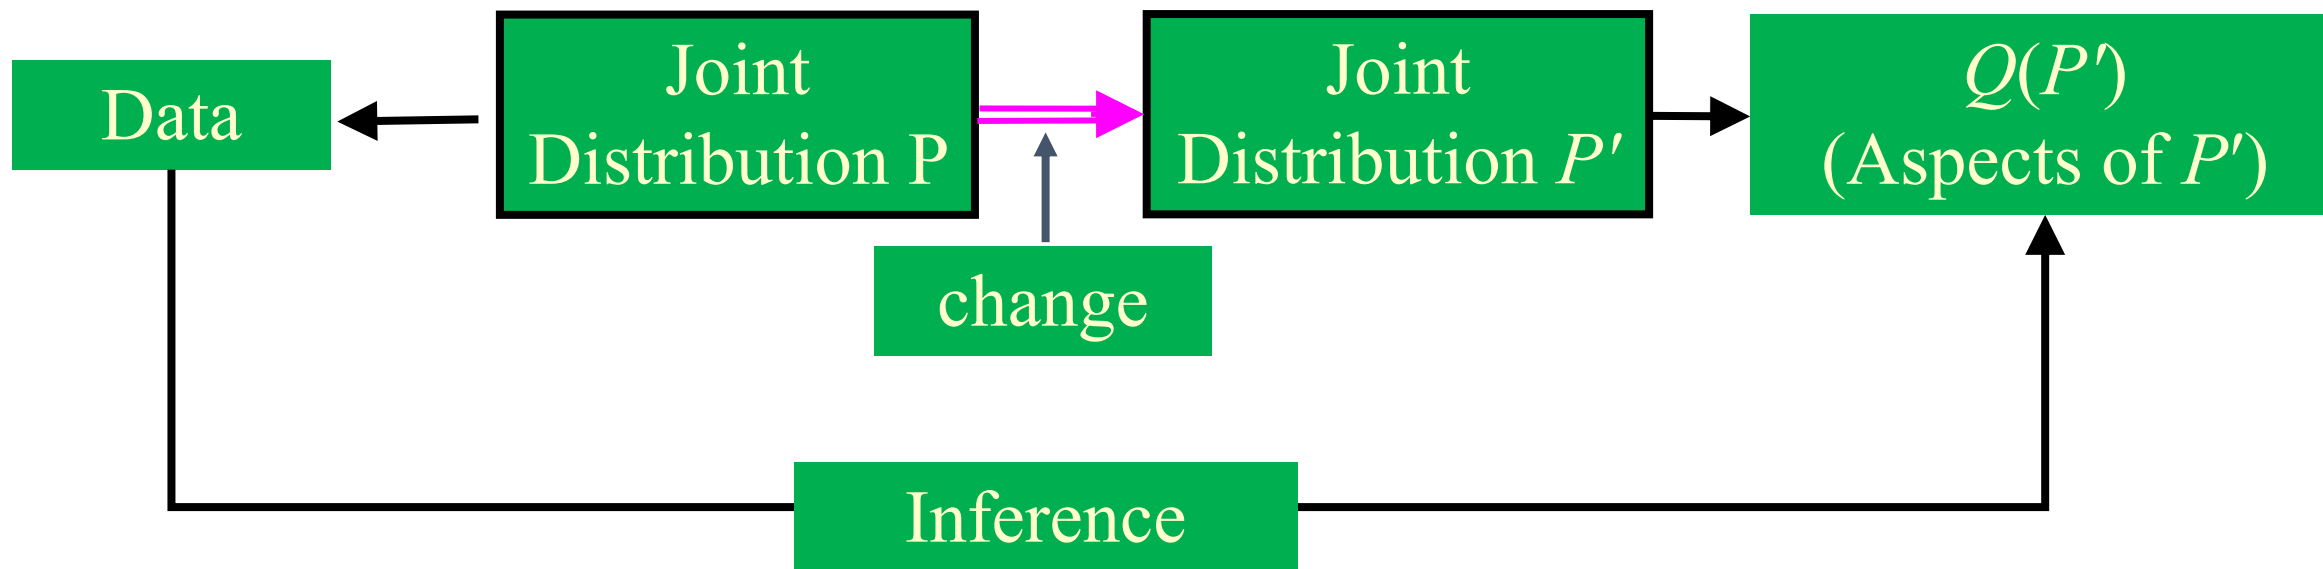 Data
Joint
Distribution P
Joint
Distribution P′
Q(P′)
(Aspects of P′)
change
Inference